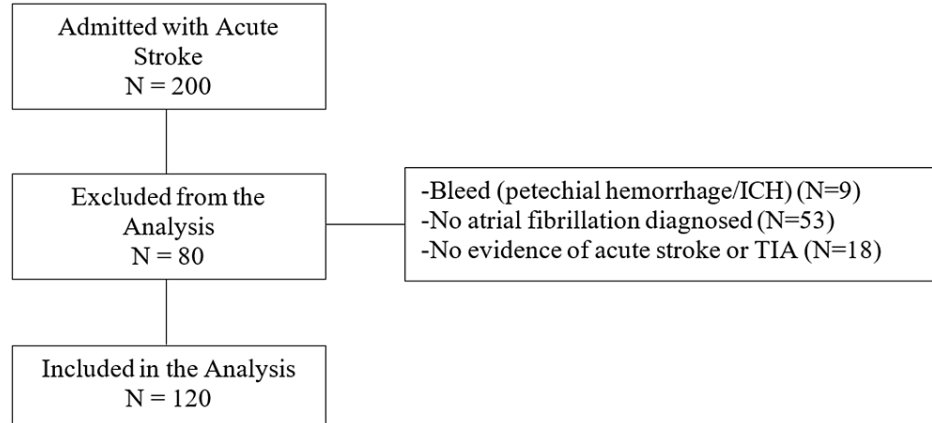 Admitted with Acute
Stroke
N = 200
Excluded from the
Analysis
N = 80
-Bleed (petechial hemorrhage/ICH) (N=9)
-No atrial fibrillation diagnosed (N=53)
-No evidence of acute stroke or TIA (N=18)
Included in the Analysis
N = 120